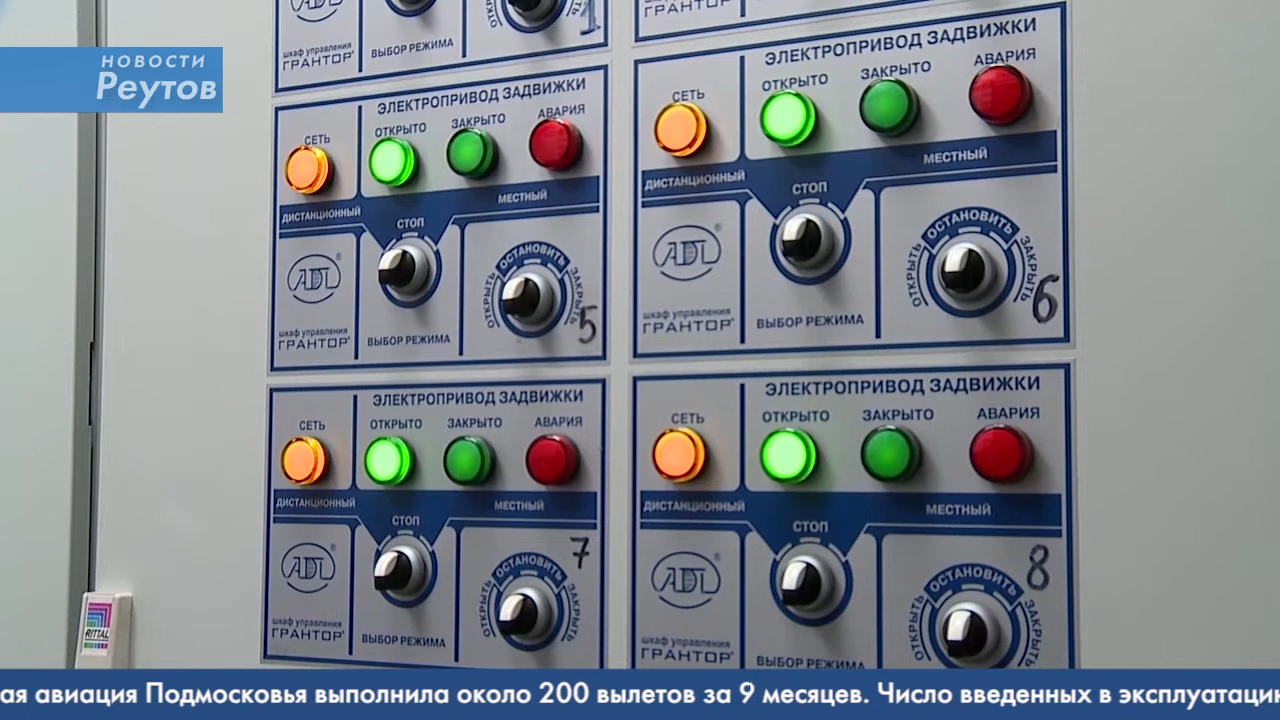 НОВОСТИ
Реутов
ADL
шкаф управления
ГРАНТОР®
ВЫБОР РЕЖИМА
ОТКРЫТЬ
1
ГРАНТОР®
ЭЛЕКТРОПРИВОД ЗАДВИЖКИ
СЕТЬ
ОТКРЫТО
ЗАКРЫТО
АВАРИЯ
ДИСТАНЦИОННЫЙ
СТОП
МЕСТНЫЙ
ADL®
ОТКРЫТЬ
ОСТАНОВИТЬ
ЗАКРЫТЬ
шкаф управления
ГРАНТОР®
ВЫБОР РЕЖИМА
5
ЭЛЕКТРОПРИВОД ЗАДВИЖКИ
СЕТЬ
ОТКРЫТО
ЗАКРЫТО
АВАРИЯ
ДИСТАНЦИОННЫЙ
СТОП
МЕСТНЫЙ
ADL®
ОТКРЫТЬ
ОСТАНОВИТЬ
ЗАКРЫТЬ
шкаф управления
ГРАНТОР®
ВЫБОР РЕЖИМА
6
ЭЛЕКТРОПРИВОД ЗАДВИЖКИ
СЕТЬ
ОТКРЫТО
ЗАКРЫТО
АВАРИЯ
ДИСТАНЦИОННЫЙ
СТОП
МЕСТНЫЙ
7
ADL®
ОТКРЫТЬ
ОСТАНОВИТЬ
ЗАКРЫТЬ
шкаф управления
ГРАНТОР®
ВЫБОР РЕЖИМА
ЭЛЕКТРОПРИВОД ЗАДВИЖКИ
СЕТЬ
ОТКРЫТО
ЗАКРЫТО
АВАРИЯ
ДИСТАНЦИОННЫЙ
СТОП
МЕСТНЫЙ
8
ADL®
ОТКРЫТЬ
ОСТАНОВИТЬ
ЗАКРЫТЬ
шкаф управления
ГРАНТОР®
ВЫБОР РЕЖИМА
RITTAL
ая авиация Подмосковья выполнила около 200 вылетов за 9 месяцев. Число введенных в эксплуатацию